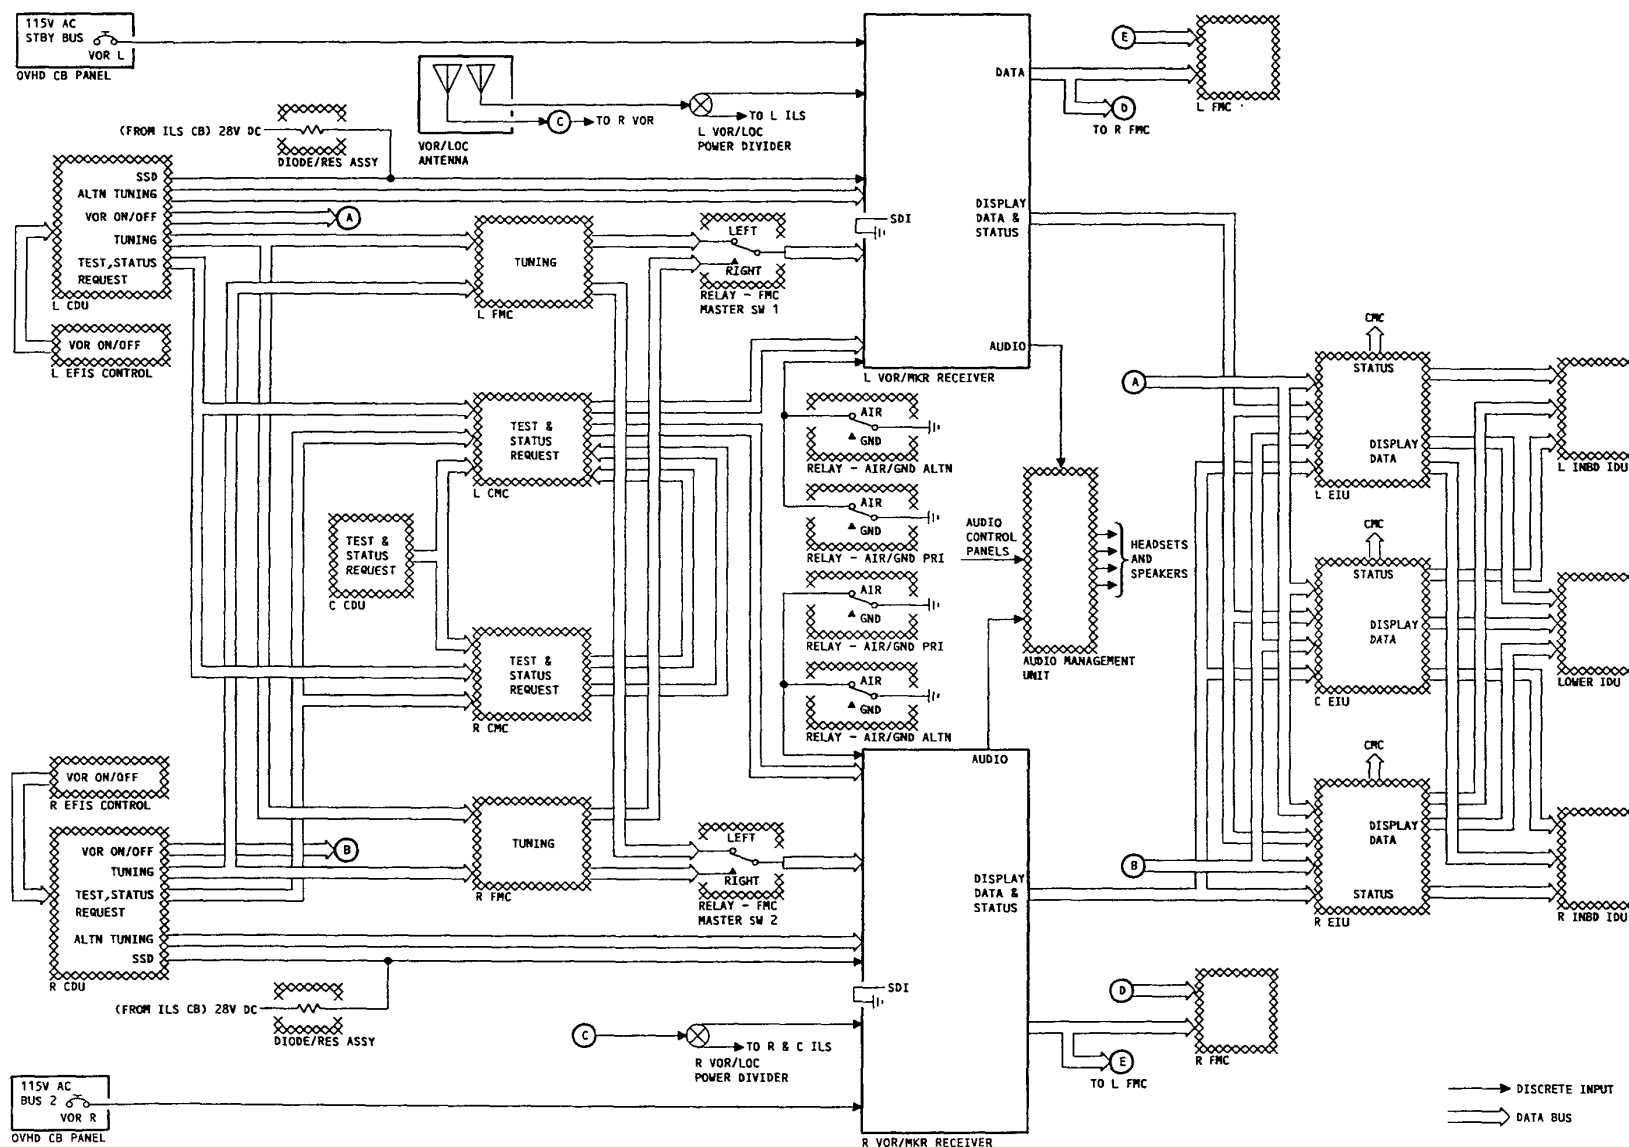 115V AC
STBY BUS
VOR L
OVHD CB PANEL
(FROM ILS CB) 28V DC
DIODE/RES ASSY
VOR/LOC
ANTENNA
C
TO R VOR
TO L ILS
L VOR/LOC
POWER DIVIDER
SSD
ALTN TUNING
VOR ON/OFF
TUNING
TEST,STATUS
REQUEST
L CDU
A
VOR ON/OFF
L EFIS CONTROL
TUNING
L FMC
LEFT
RIGHT
RELAY - FMC
MASTER SW 1
DATA
SDI
DISPLAY
DATA &
STATUS
AUDIO
L VOR/MKR RECEIVER
E
L FMC
D
TO R FMC
TEST &
STATUS
REQUEST
L CMC
TEST &
STATUS
REQUEST
C CDU
TEST &
STATUS
REQUEST
R CMC
AIR
GND
RELAY - AIR/GND ALTN
AIR
GND
RELAY - AIR/GND PRI
AIR
GND
RELAY - AIR/GND PRI
AIR
GND
RELAY - AIR/GND ALTN
AUDIO
CONTROL
PANELS
AUDIO MANAGEMENT
UNIT
HEADSETS
AND
SPEAKERS
A
CMC
STATUS
DISPLAY
DATA
L EIU
L INBD IDU
CMC
STATUS
DISPLAY
DATA
C EIU
LOWER IDU
B
CMC
DISPLAY
DATA
STATUS
R EIU
R INBD IDU
VOR ON/OFF
R EFIS CONTROL
VOR ON/OFF
TUNING
TEST,STATUS
REQUEST
ALTN TUNING
SSD
R CDU
B
TUNING
R FMC
LEFT
RIGHT
RELAY - FMC
MASTER SW 2
AUDIO
DISPLAY
DATA &
STATUS
SDI
R VOR/MKR RECEIVER
(FROM ILS CB) 28V DC
DIODE/RES ASSY
C
TO R & C ILS
R VOR/LOC
POWER DIVIDER
D
R FMC
E
TO L FMC
115V AC
BUS 2
VOR R
OVHD CB PANEL
DISCRETE INPUT
DATA BUS